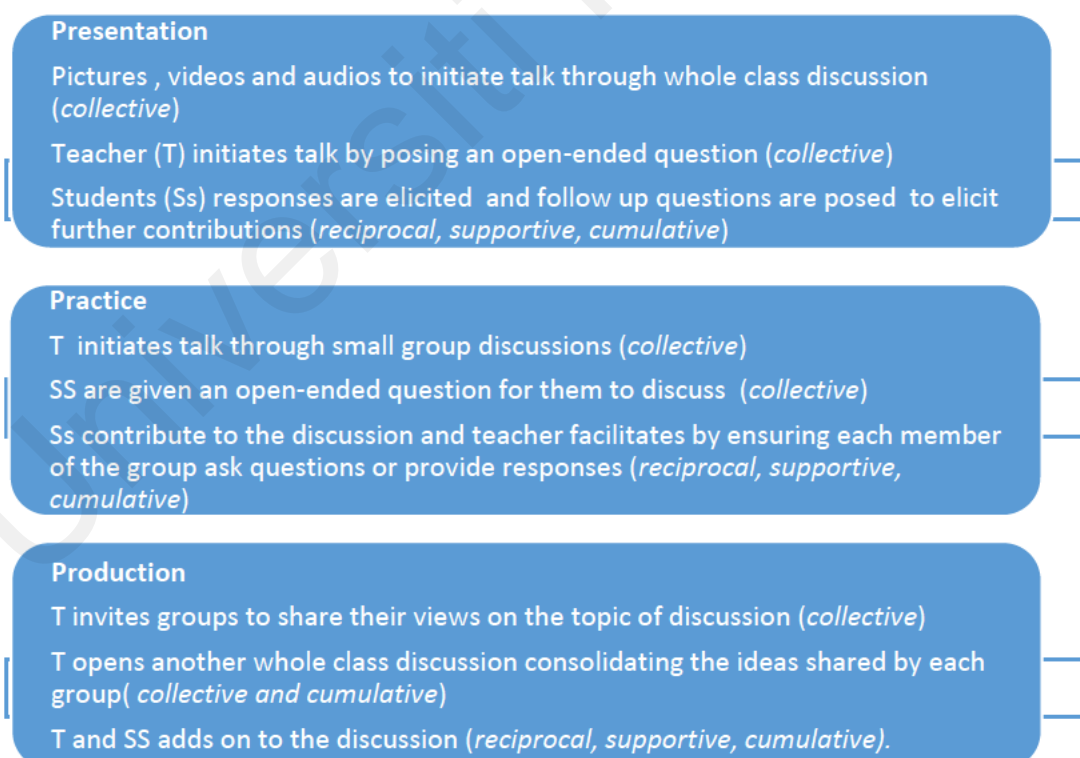 Presentation
Pictures , videos and audios to initiate talk through whole class discussion
(collective)
Teacher (T) initiates talk by posing an open-ended question (collective)
Students (Ss) responses are elicited and follow up questions are posed to elicit
further contributions (reciprocal, supportive, cumulative)
Practice
T initiates talk through small group discussions (collective)
SS are given an open-ended question for them to discuss (collective)
Ss contribute to the discussion and teacher facilitates by ensuring each member
of the group ask questions or provide responses (reciprocal, supportive,
cumulative)
Production
T invites groups to share their views on the topic of discussion (collective)
T opens another whole class discussion consolidating the ideas shared by each
group( collective and cumulative)
T and SS adds on to the discussion (reciprocal, supportive, cumulative).
Universiti